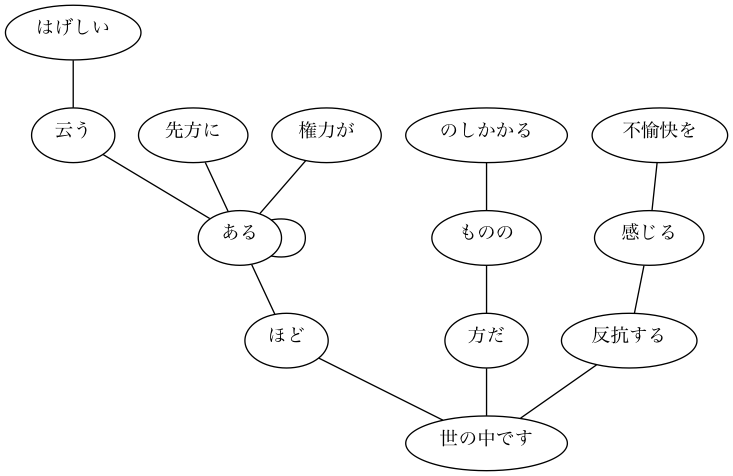 はげしい
云う
先方に
権力が
のしかかる
不愉快を
ある
ものの
感じる
ほど
方だ
反抗する
世の中です